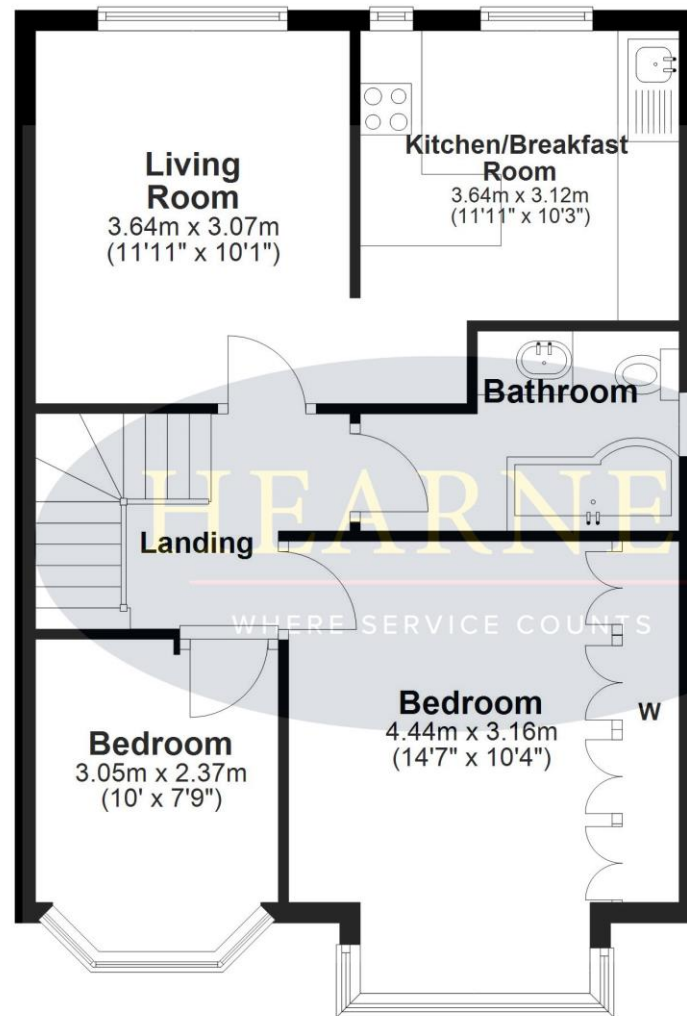 Living
Room
3.64m x 3.07m
(11'11" x 10'1")
Kitchen/Breakfast
Room
3.64m x 3.12m
(11'11" x 10'3")
Bathroom
HEARNE
Landing
WHERE SERVICE COUNTS
Bedroom
4.44m x 3.16m
(14'7" x 10'4")
W
Bedroom
3.05m x 2.37m
(10' x 7'9")